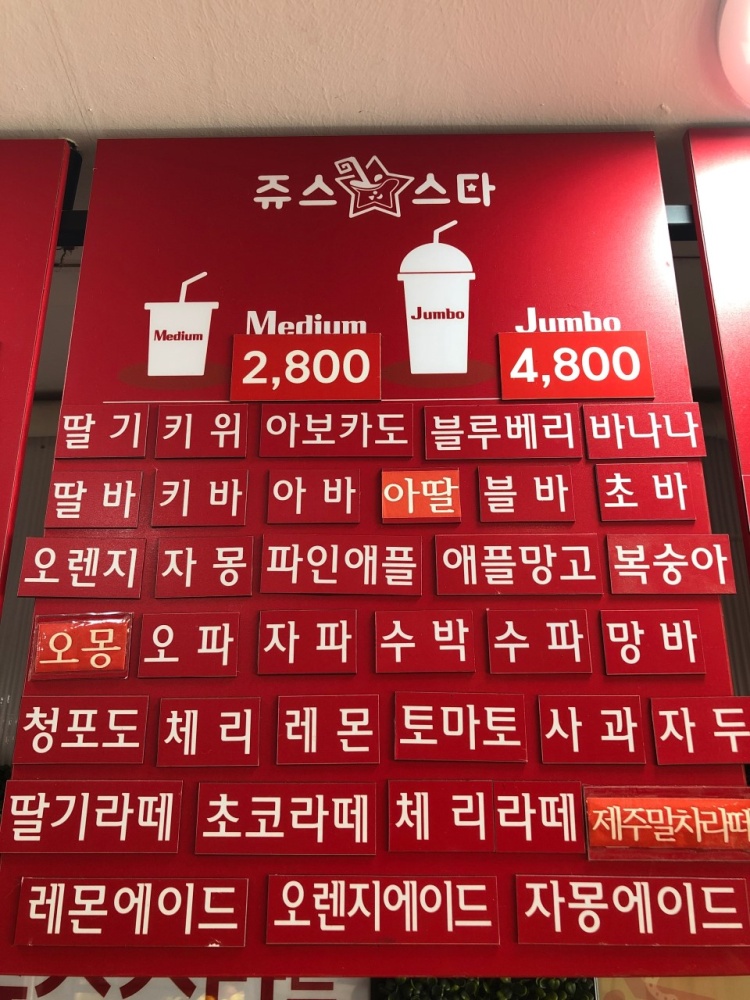 쥬스 스타
Medium Jumbo
Medium Jumbo
2,800 4,800
딸기 키위 아보카도 블루베리 바나나
딸바 키바 아바 아딸 블바 초바
오렌지 자몽 파인애플 애플망고 복숭아
오몽 오파 자파 수박 수파 망바
청포도 체리 레몬 토마토 사과 자두
딸기라떼 초코라떼 체리라떼 제주말차라떼
레몬에이드 오렌지에이드 자몽에이드